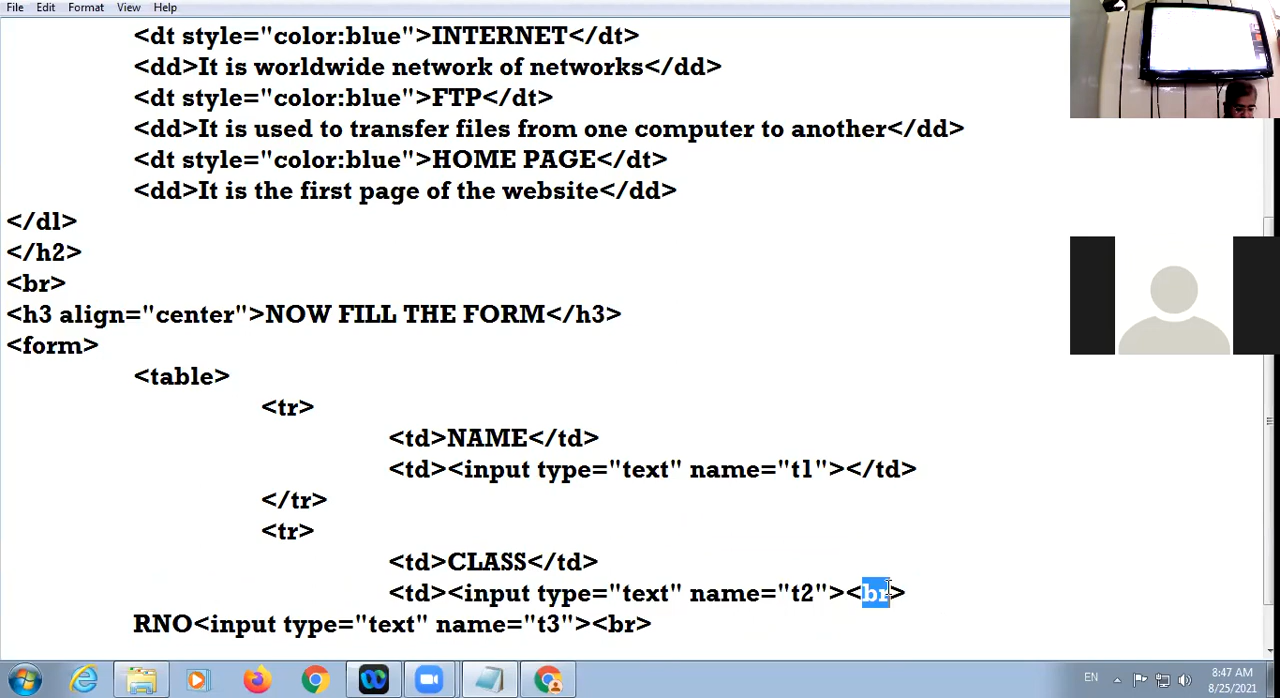 File Edit Format View Help
<dt style="color:blue">INTERNET</dt>
<dd>It is worldwide network of networks</dd>
<dt style="color:blue">FTP</dt>
<dd>It is used to transfer files from one computer to another</dd>
<dt style="color:blue">HOME PAGE</dt>
<dd>It is the first page of the website</dd>
</dl>
</h2>
<br>
<h3 align="center">NOW FILL THE FORM</h3>
<form>
<table>
<tr>
<td>NAME</td>
<td><input type="text" name="t1"></td>
</tr>
<tr>
<td>CLASS</td>
<td><input type="text" name="t2"><br>
RNO<input type="text" name="t3"><br>
EN
8:47 AM
8/25/2021